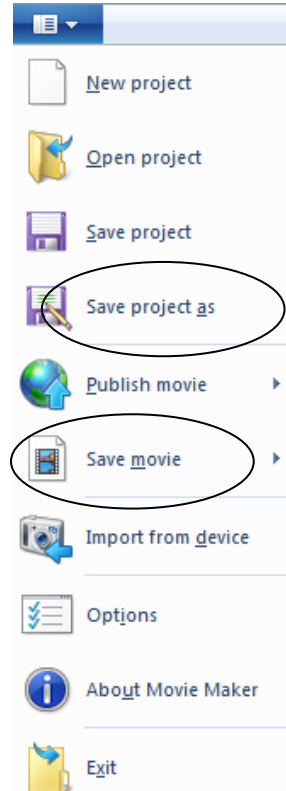 New project
Open project
Save project
Save project as
Publish movie
Save movie
Import from device
Options
About Movie Maker
Exit